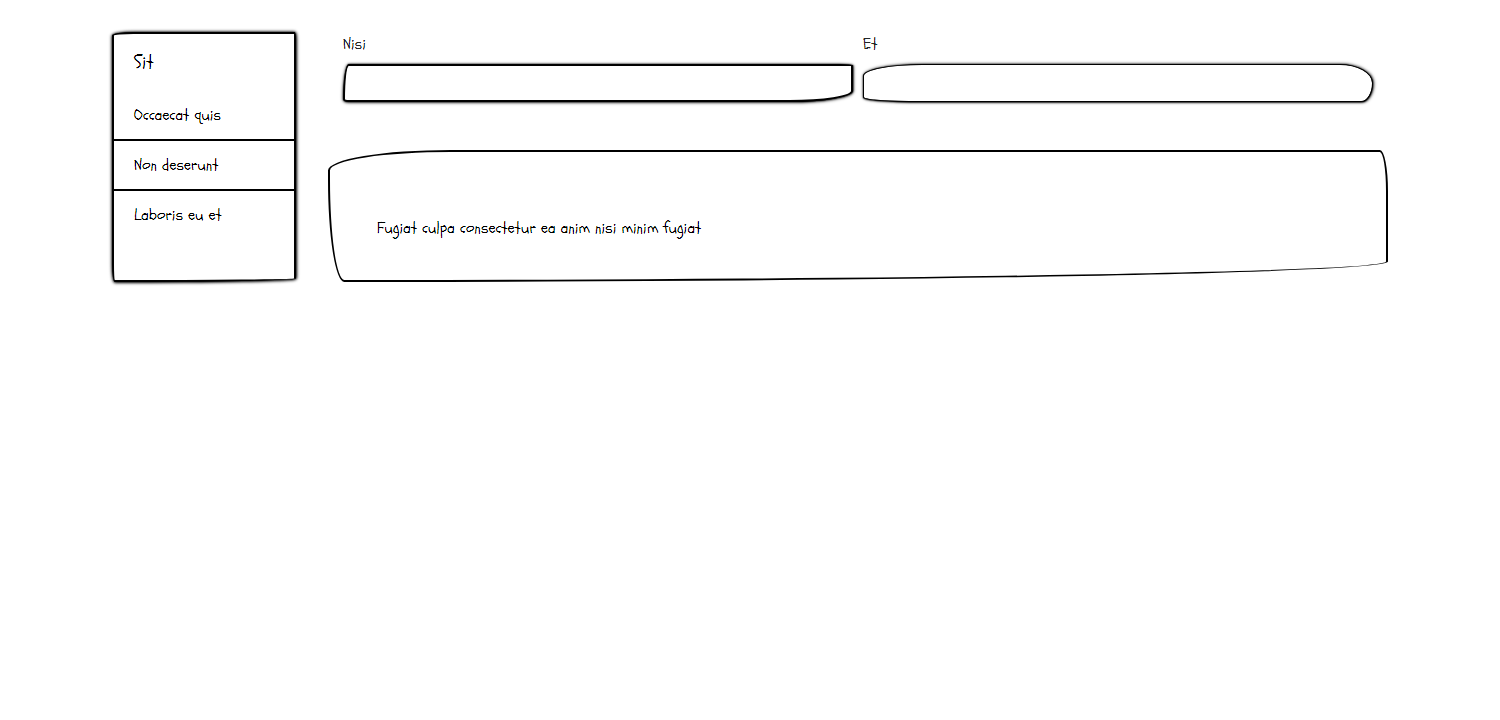 Sit
Occaecat quis
Non deserunt
Laboris eu et
Nisi
Et
Fugiat culpa consectetur ea anim nisi minim fugiat